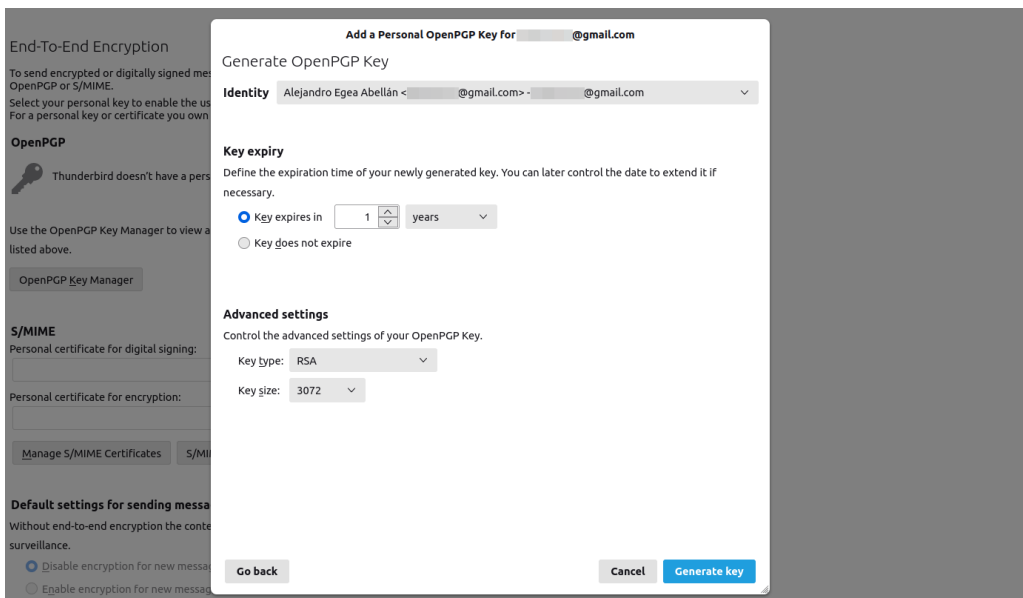 Add a Personal OpenPGP Key for @gmail.com
Generate OpenPGP Key
Identity Alejandro Egea Abellán < @gmail.com> - @gmail.com
Key expiry
Define the expiration time of your newly generated key. You can later control the date to extend it if
necessary.
Key expires in 1 years
Key does not expire
Advanced settings
Control the advanced settings of your OpenPGP Key.
Key type: RSA
Key size: 3072
Go back Cancel Generate key
End-To-End Encryption
To send encrypted or digitally signed mes
OpenPGP or S/MIME.
Select your personal key to enable the us
For a personal key or certificate you own
OpenPGP
Thunderbird doesn't have a pers
Use the OpenPGP Key Manager to view a
listed above.
OpenPGP Key Manager
S/MIME
Personal certificate for digital signing:
Personal certificate for encryption:
Manage S/MIME Certificates S/MI
Default settings for sending messa
Without end-to-end encryption the conte
surveillance.
Disable encryption for new messag
Enable encryption for new messag